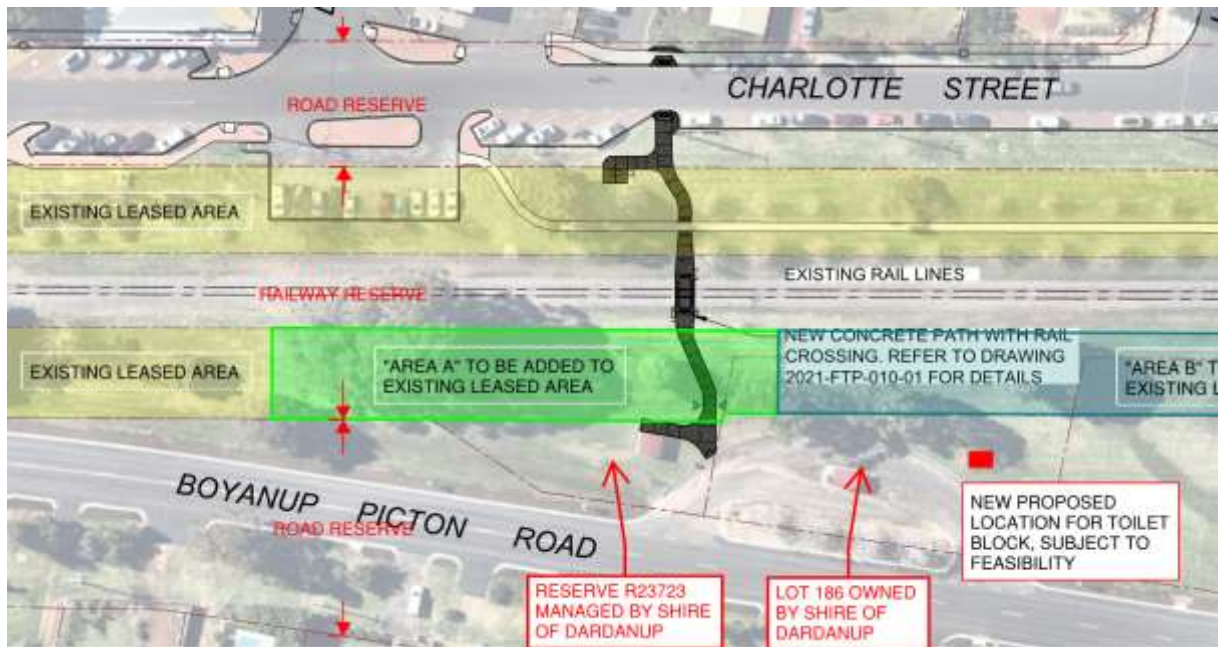 CHARLOTTE STREET
ROAD RESERVE
EXISTING LEASED AREA
EXISTING RAIL LINES
RAILWAY RESERVE
NEW CONCRETE PATH WITH RAIL
CROSSING. REFER TO DRAWING
2021-FTP-010-01 FOR DETAILS
EXISTING LEASED AREA
"AREA A" TO BE ADDED TO
EXISTING LEASED AREA
"AREA B" T
EXISTING L
BOYANUP PICTON ROAD
ROAD RESERVE
NEW PROPOSED
LOCATION FOR TOILET
BLOCK, SUBJECT TO
FEASIBILITY
RESERVE R23723
MANAGED BY SHIRE
OF DARDANUP
LOT 186 OWNED
BY SHIRE OF
DARDANUP